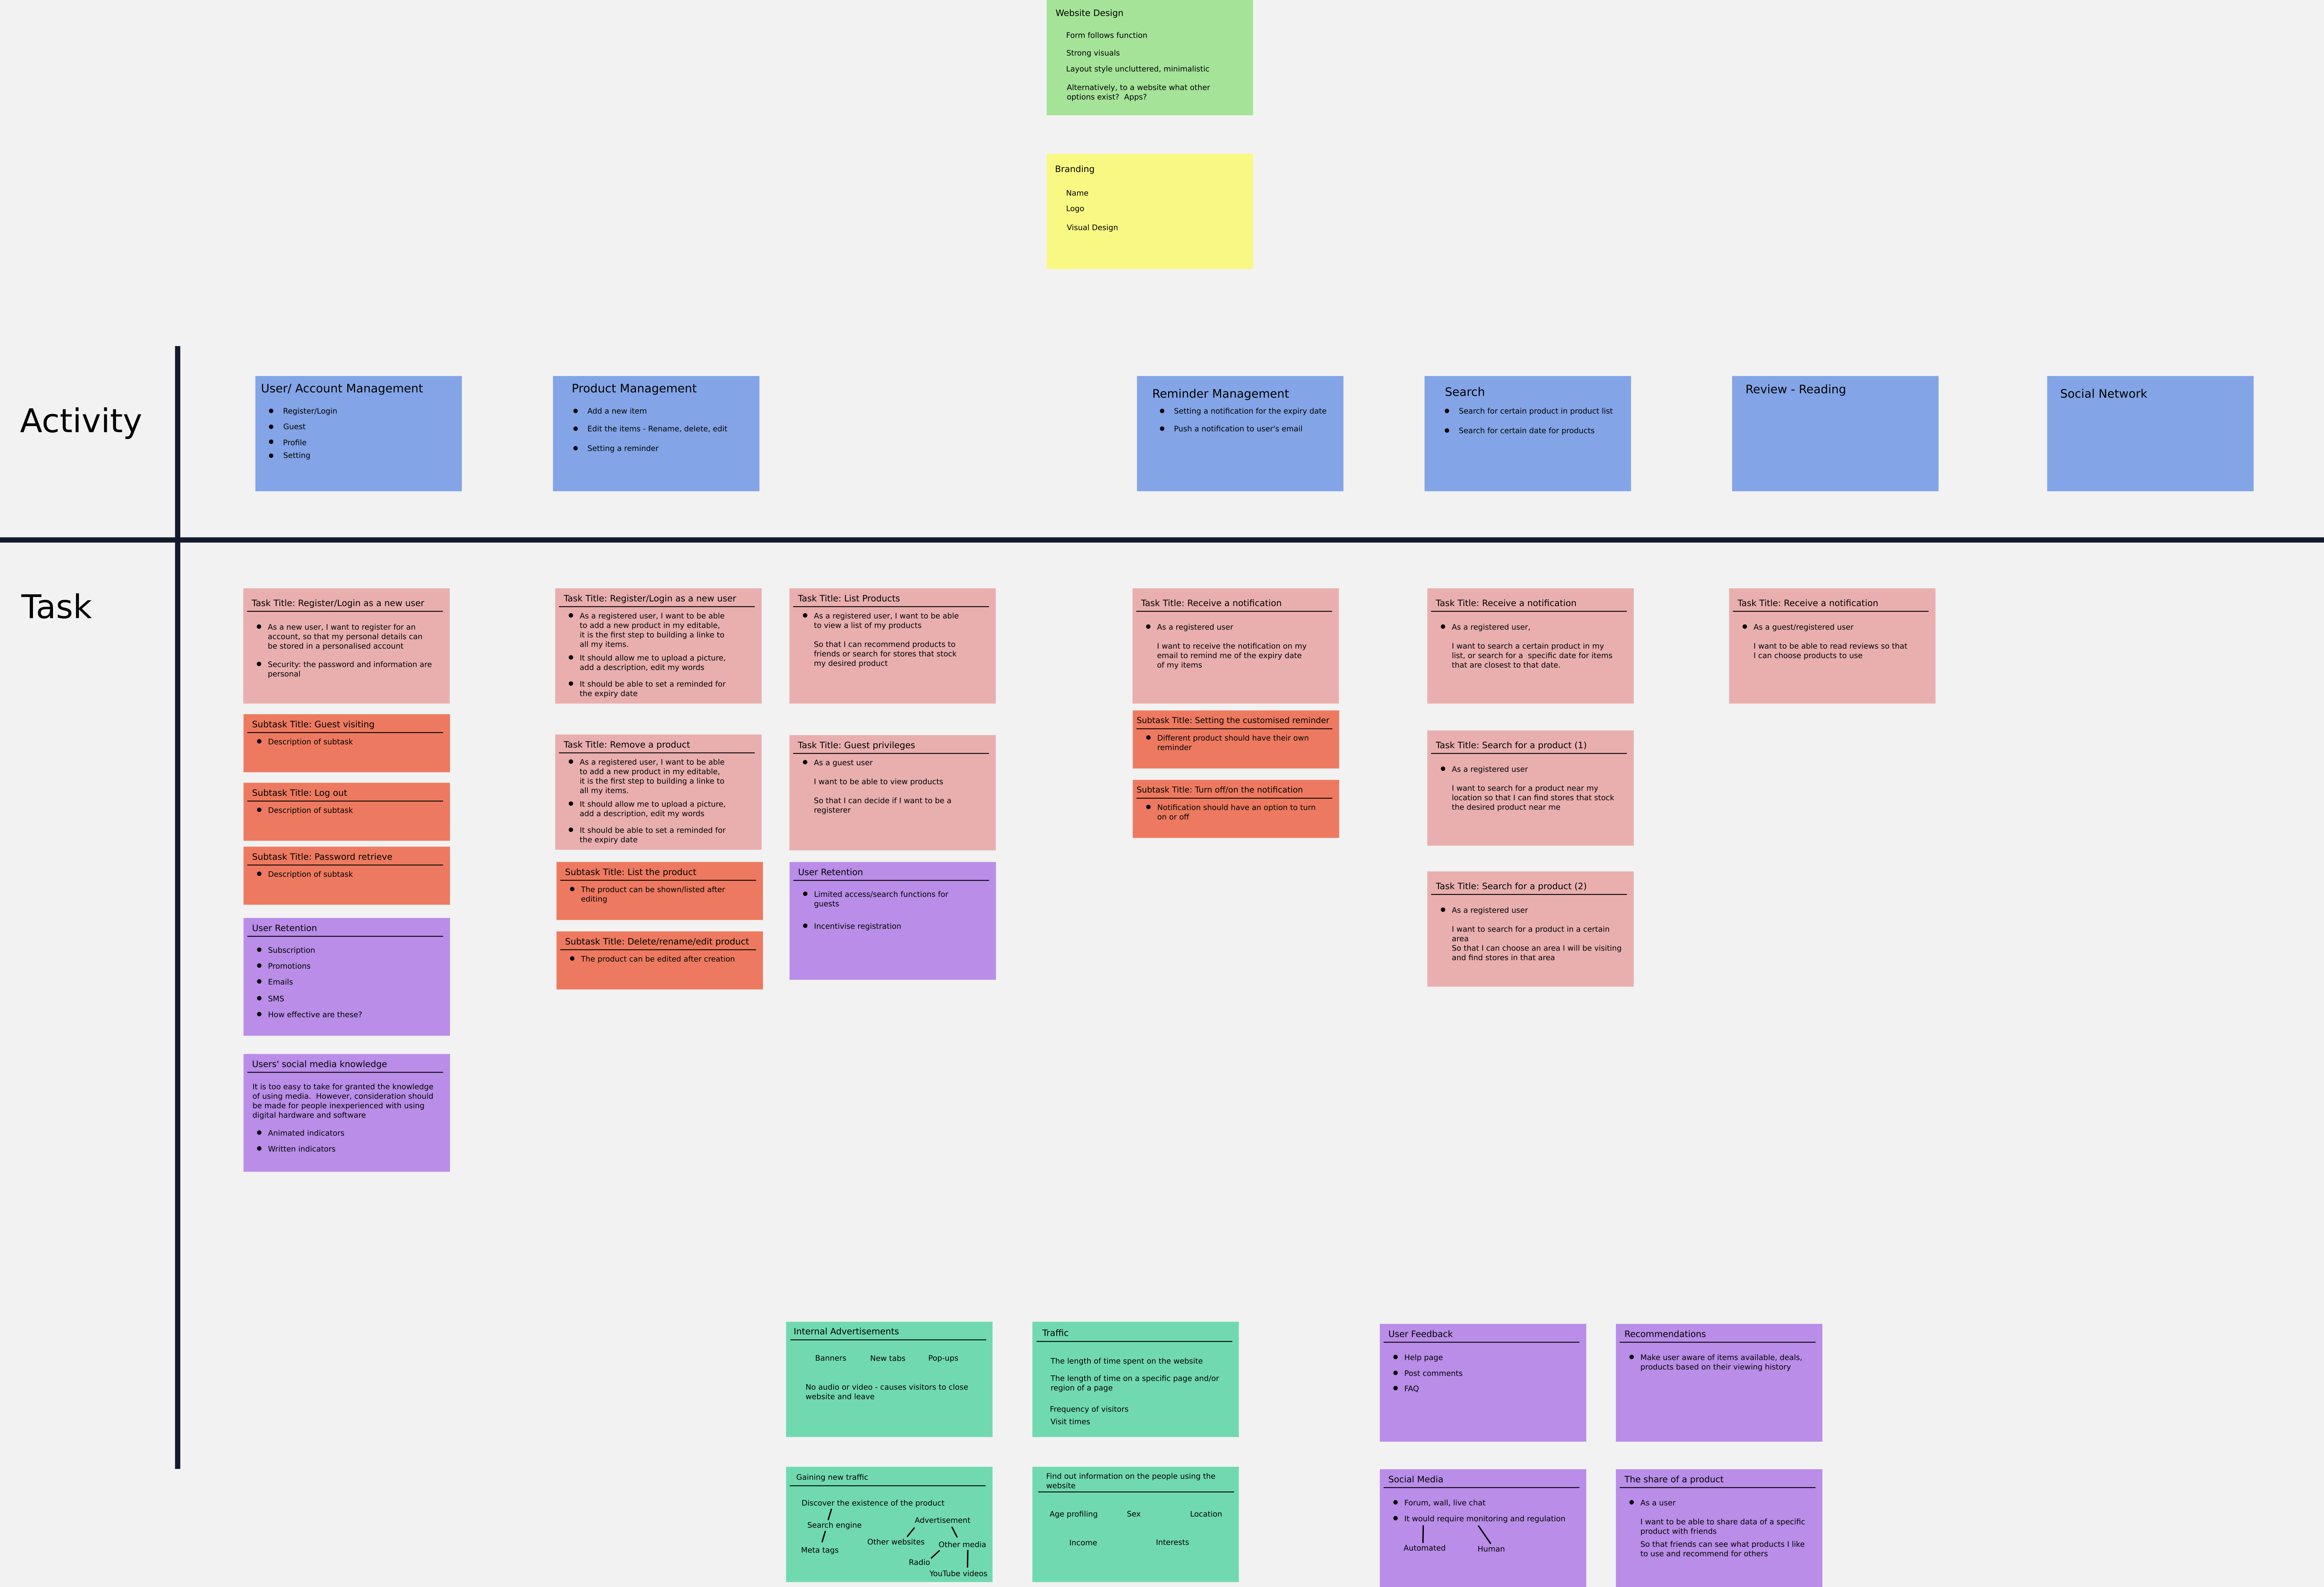 Website Design
Form follows function
Strong visuals
Layout style uncluttered, minimalistic
Alternatively, to a website what other
options exist?  Apps?
Branding
Name
Logo
Visual Design
Activity
User/ Account Management
Register/Login
Guest
Profile
Setting
Product Management
Add a new item
Edit the items - Rename, delete, edit
Setting a reminder
Reminder Management
Setting a notification for the expiry date
Push a notification to user's email
Search
Search for certain product in product list
Search for certain date for products
Review - Reading
Social Network
Task
Task Title: Register/Login as a new user
As a new user, I want to register for an
account, so that my personal details can
be stored in a personalised account
Security: the password and information are
personal
Subtask Title: Guest visiting
Description of subtask
Subtask Title: Log out
Description of subtask
Subtask Title: Password retrieve
Description of subtask
User Retention
Subscription
Promotions
Emails
SMS
How effective are these?
Users' social media knowledge
It is too easy to take for granted the knowledge
of using media.  However, consideration should
be made for people inexperienced with using
digital hardware and software
Animated indicators
Written indicators
Task Title: Register/Login as a new user
As a registered user, I want to be able
to add a new product in my editable,
it is the first step to building a linke to
all my items.
It should allow me to upload a picture,
add a description, edit my words
It should be able to set a reminded for
the expiry date
Task Title: Remove a product
As a registered user, I want to be able
to add a new product in my editable,
it is the first step to building a linke to
all my items.
It should allow me to upload a picture,
add a description, edit my words
It should be able to set a reminded for
the expiry date
Subtask Title: List the product
The product can be shown/listed after
editing
Subtask Title: Delete/rename/edit product
The product can be edited after creation
Task Title: List Products
As a registered user, I want to be able
to view a list of my products
So that I can recommend products to
friends or search for stores that stock
my desired product
Task Title: Guest privileges
As a guest user
I want to be able to view products
So that I can decide if I want to be a
registerer
User Retention
Limited access/search functions for
guests
Incentivise registration
Task Title: Receive a notification
As a registered user
I want to receive the notification on my
email to remind me of the expiry date
of my items
Subtask Title: Setting the customised reminder
Different product should have their own
reminder
Subtask Title: Turn off/on the notification
Notification should have an option to turn
on or off
Task Title: Receive a notification
As a registered user,
I want to search a certain product in my
list, or search for a  specific date for items
that are closest to that date.
Task Title: Search for a product (1)
As a registered user
I want to search for a product near my
location so that I can find stores that stock
the desired product near me
Task Title: Search for a product (2)
As a registered user
I want to search for a product in a certain
area
So that I can choose an area I will be visiting
and find stores in that area
Task Title: Receive a notification
As a guest/registered user
I want to be able to read reviews so that
I can choose products to use
Internal Advertisements
Banners
New tabs
Pop-ups
No audio or video - causes visitors to close
website and leave
Traffic
The length of time spent on the website
The length of time on a specific page and/or
region of a page
Frequency of visitors
Visit times
User Feedback
Help page
Post comments
FAQ
Recommendations
Make user aware of items available, deals,
products based on their viewing history
Gaining new traffic
Discover the existence of the product
Search engine
Meta tags
Advertisement
Other websites
Other media
Radio
YouTube videos
Find out information on the people using the
website
Age profiling
Sex
Location
Income
Interests
Social Media
Forum, wall, live chat
It would require monitoring and regulation
Automated
Human
The share of a product
As a user
I want to be able to share data of a specific
product with friends
So that friends can see what products I like
to use and recommend for others